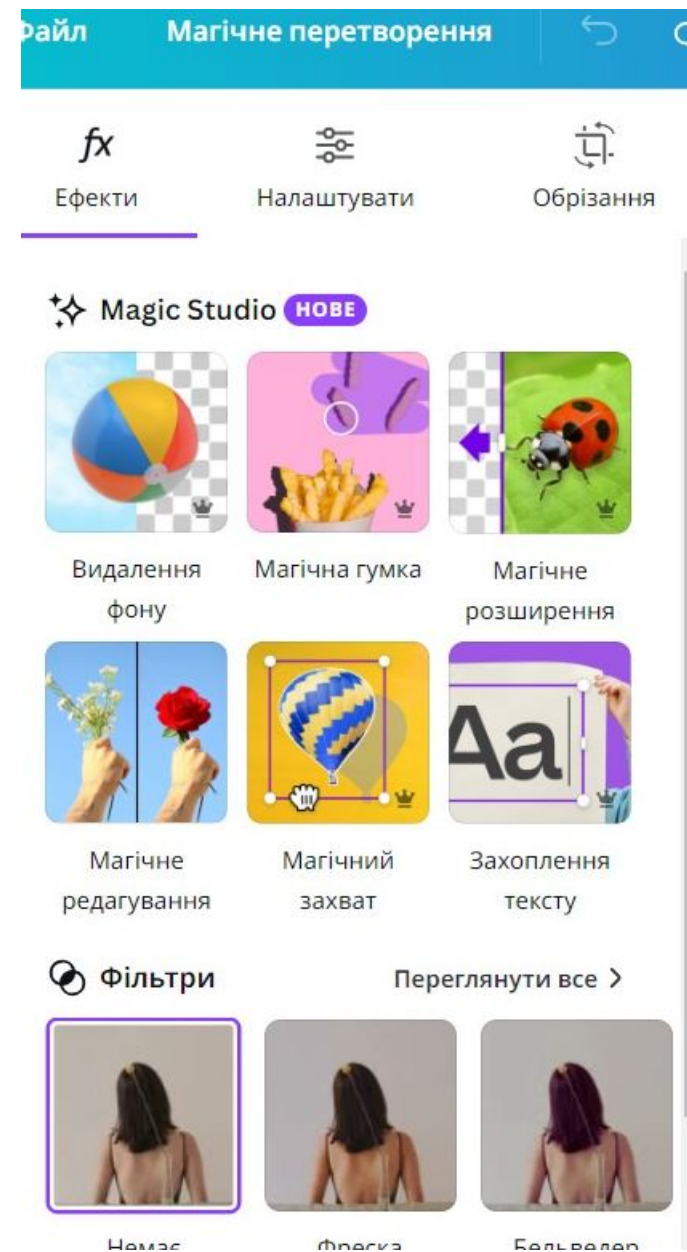 Файл Магічне перетворення
fx
Ефекти Налаштувати Обрізання
Magic Studio НОВЕ
Видалення фону
Магічна гумка
Магічне розширення
Aa
Магічне редагування
Магічний захват
Захоплення тексту
Фільтри Переглянути все
Немає Фреска Бельведер